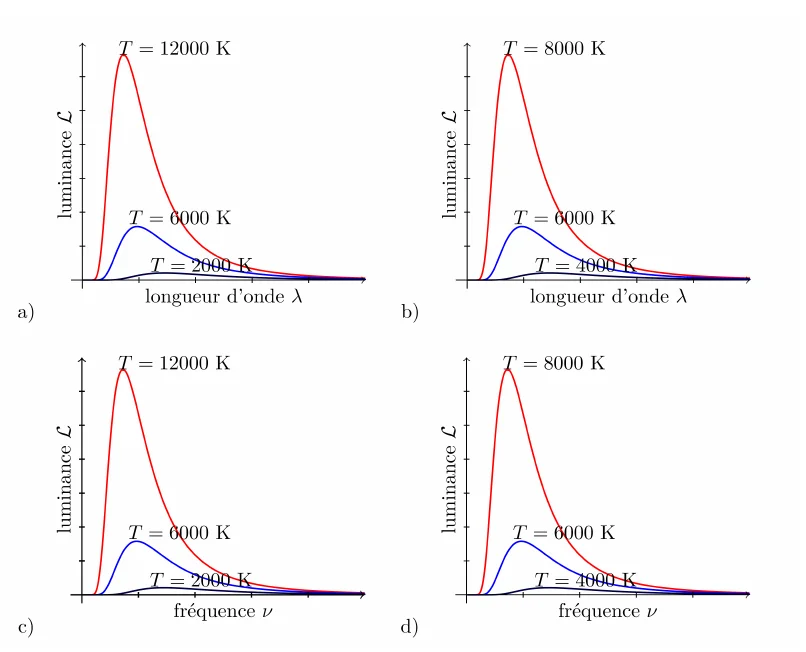 T = 12000 K
T = 6000 K
T = 2000 K
luminance ℒ
longueur d'onde λ
a)
T = 8000 K
T = 6000 K
T = 4000 K
luminance ℒ
longueur d'onde λ
b)
T = 12000 K
T = 6000 K
T = 2000 K
luminance ℒ
fréquence ν
c)
T = 8000 K
T = 6000 K
T = 4000 K
luminance ℒ
fréquence ν
d)